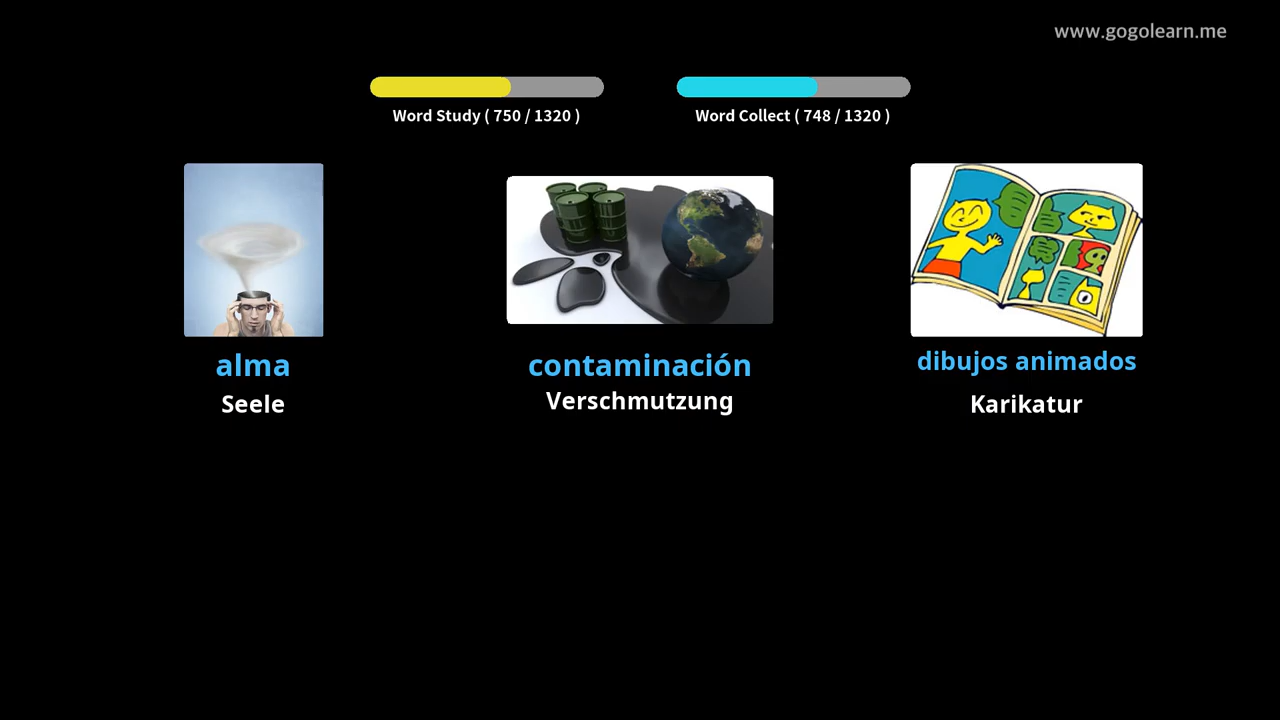 www.gogolearn.me
Word Study ( 750 / 1320 )
Word Collect ( 748 / 1320 )
alma
contaminación
dibujos animados
Seele
Verschmutzung
Karikatur